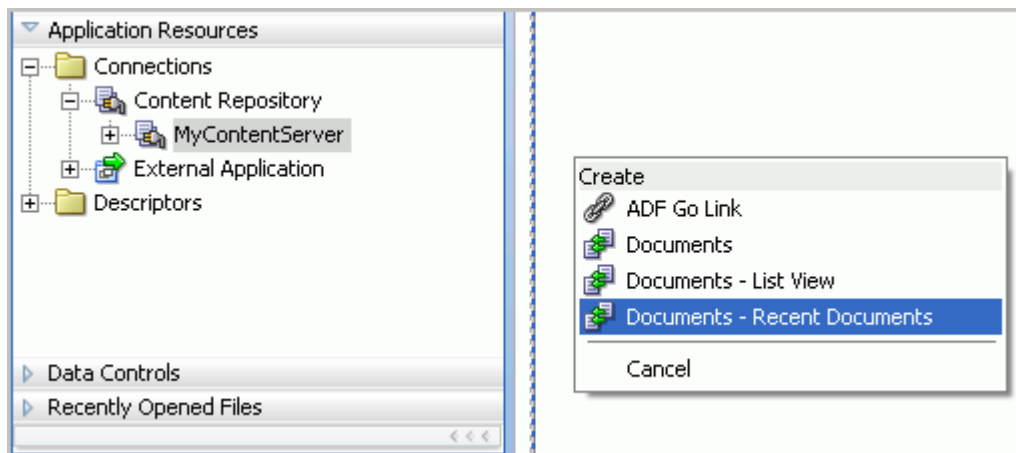 Application Resources
Connections
Content Repository
MyContentServer
External Application
Descriptors
Data Controls
Recently Opened Files
Create
ADF Go Link
Documents
Documents - List View
Documents - Recent Documents
Cancel